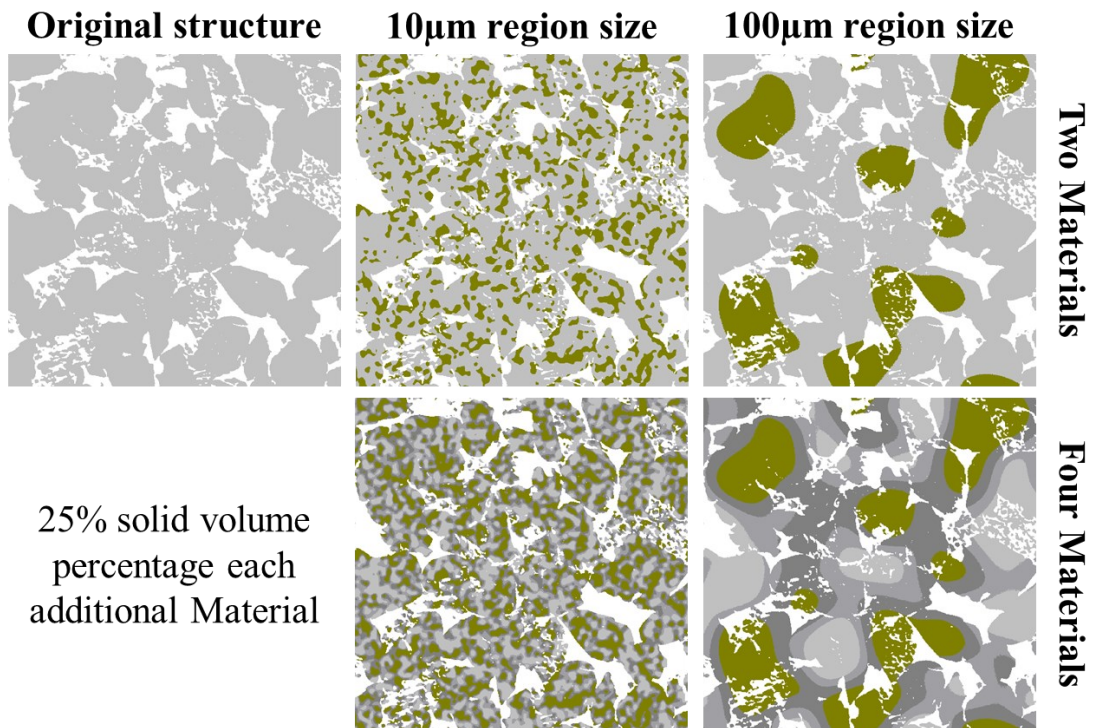 Original structure
10µm region size
100µm region size
Two Materials
25% solid volume
percentage each
additional Material
Four Materials